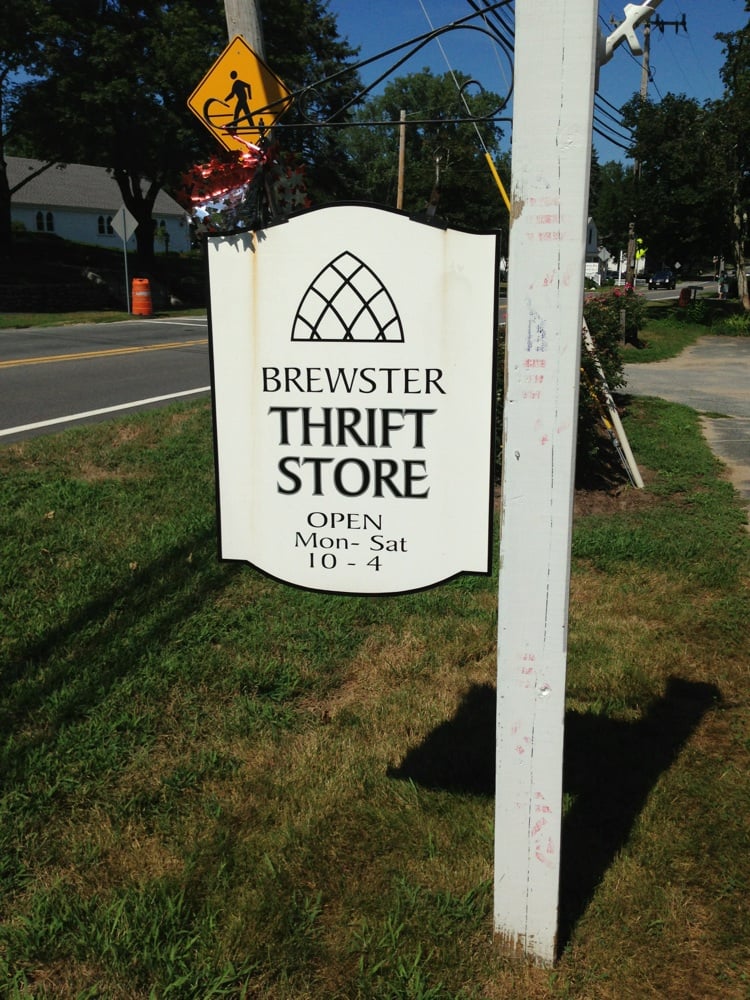 BREWSTER
THRIFT
STORE
OPEN
Mon- Sat
10 - 4